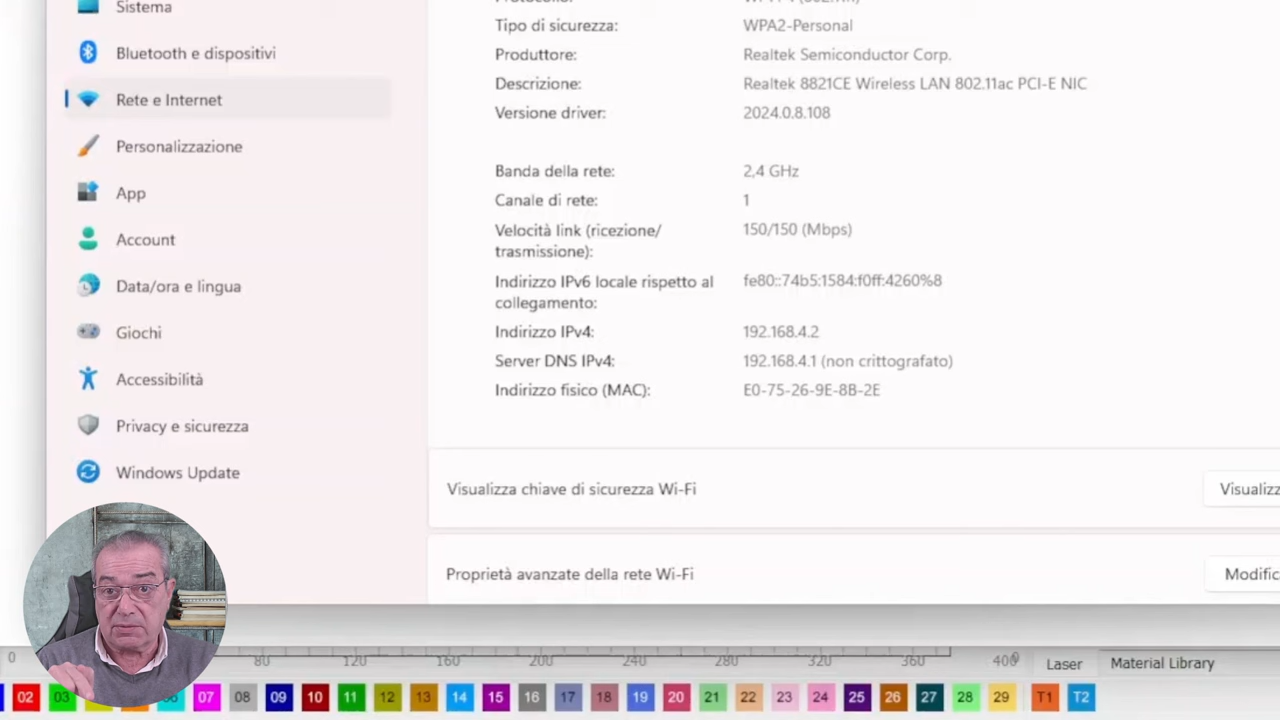 Sistema
Tipo di sicurezza: WPA2-Personal
Bluetooth e dispositivi
Produttore: Realtek Semiconductor Corp.
Descrizione: Realtek 8821CE Wireless LAN 802.11ac PCI-E NIC
Rete e Internet
Versione driver: 2024.0.8.108
Personalizzazione
Banda della rete: 2,4 GHz
App
Canale di rete: 1
Velocità link (ricezione/ 150/150 (Mbps)
trasmissione):
Account
Indirizzo IPv6 locale rispetto al fe80::74b5:1584:f0ff:4260%8
collegamento:
Data/ora e lingua
Indirizzo IPv4: 192.168.4.2
Giochi
Server DNS IPv4: 192.168.4.1 (non crittografato)
Accessibilità
Indirizzo fisico (MAC): E0-75-26-9E-8B-2E
Privacy e sicurezza
Windows Update
Visualizza chiave di sicurezza Wi-Fi Visualizz
Proprietà avanzate della rete Wi-Fi Modific
0 80 120 160 200 240 280 320 360 400 Laser Material Library
02 03 07 08 09 10 11 12 13 14 15 16 17 18 19 20 21 22 23 24 25 26 27 28 29 T1 T2